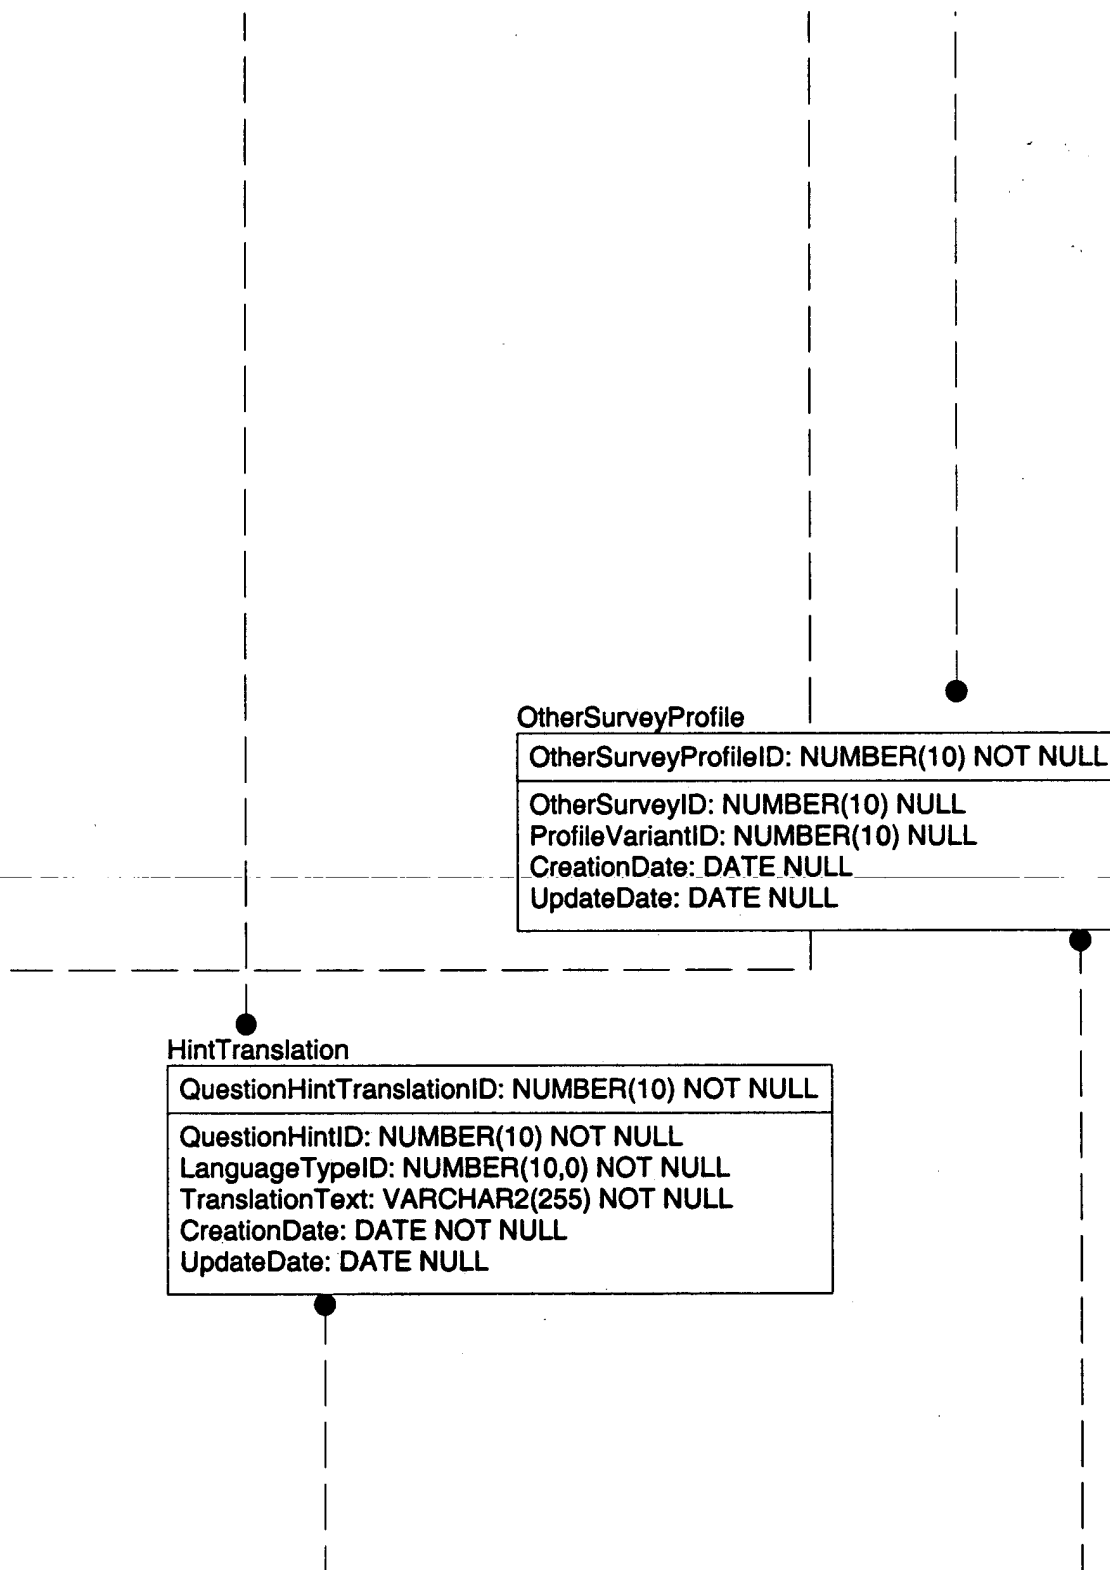 OtherSurveyProfile
OtherSurveyProfileID: NUMBER(10) NOT NULL
OtherSurveyID: NUMBER(10) NULL
ProfileVariantID: NUMBER(10) NULL
CreationDate: DATE NULL
UpdateDate: DATE NULL
HintTranslation
QuestionHintTranslationID: NUMBER(10) NOT NULL
QuestionHintID: NUMBER(10) NOT NULL
LanguageTypeID: NUMBER(10,0) NOT NULL
TranslationText: VARCHAR2(255) NOT NULL
CreationDate: DATE NOT NULL
UpdateDate: DATE NULL